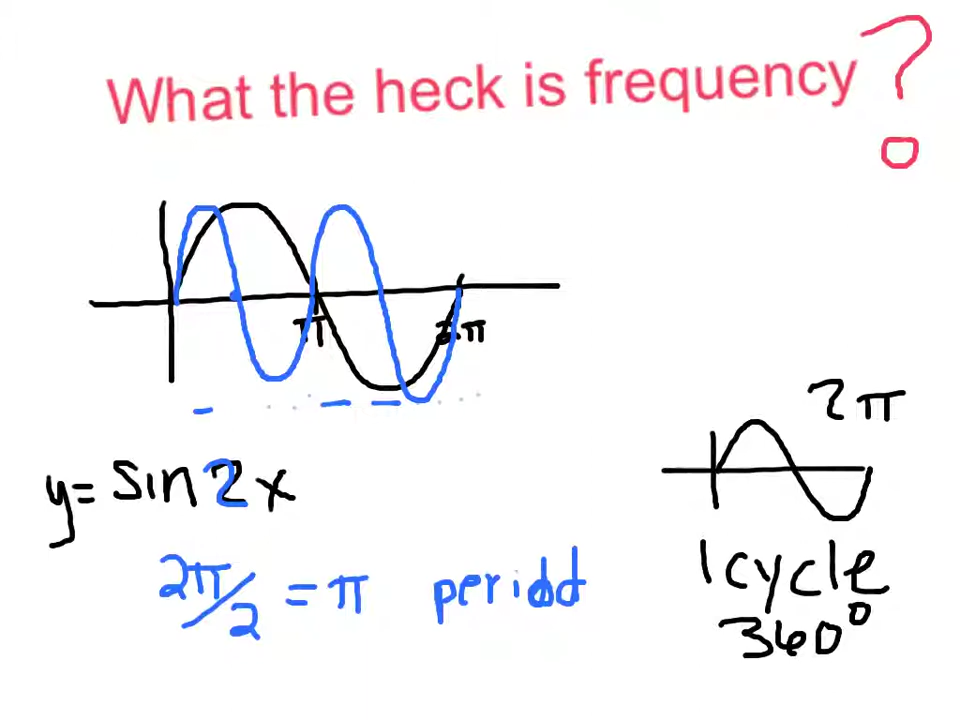 What the heck is frequency?
π 2π
y = sin 2x
2π/2 = π period
2π
1 cycle
360°